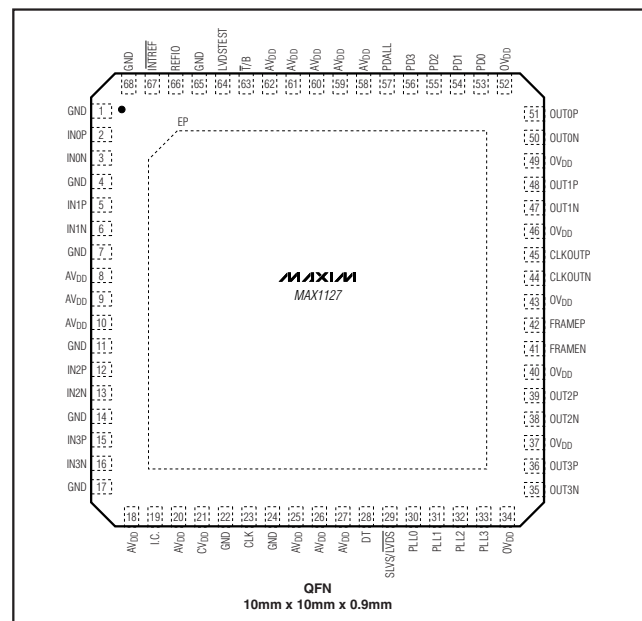 GND
INTREF
REFIO
GND
LVDSTEST
T/B
AVDD
AVDD
AVDD
AVDD
AVDD
PDALL
PD3
PD2
PD1
PD0
OVDD
68 67 66 65 64 63 62 61 60 59 58 57 56 55 54 53 52
GND 1
IN0P 2
IN0N 3
GND 4
IN1P 5
IN1N 6
GND 7
AVDD 8
AVDD 9
AVDD 10
GND 11
IN2P 12
IN2N 13
GND 14
IN3P 15
IN3N 16
GND 17
EP
MAXIM
MAX1127
51 OUT0P
50 OUT0N
49 OVDD
48 OUT1P
47 OUT1N
46 OVDD
45 CLKOUTP
44 CLKOUTN
43 OVDD
42 FRAMEP
41 FRAMEN
40 OVDD
39 OUT2P
38 OUT2N
37 OVDD
36 OUT3P
35 OUT3N
18 19 20 21 22 23 24 25 26 27 28 29 30 31 32 33 34
AVDD
I.C.
AVDD
CVDD
GND
CLK
GND
AVDD
AVDD
AVDD
DT
SLVS/LVDS
PLL0
PLL1
PLL2
PLL3
OVDD
QFN
10mm x 10mm x 0.9mm